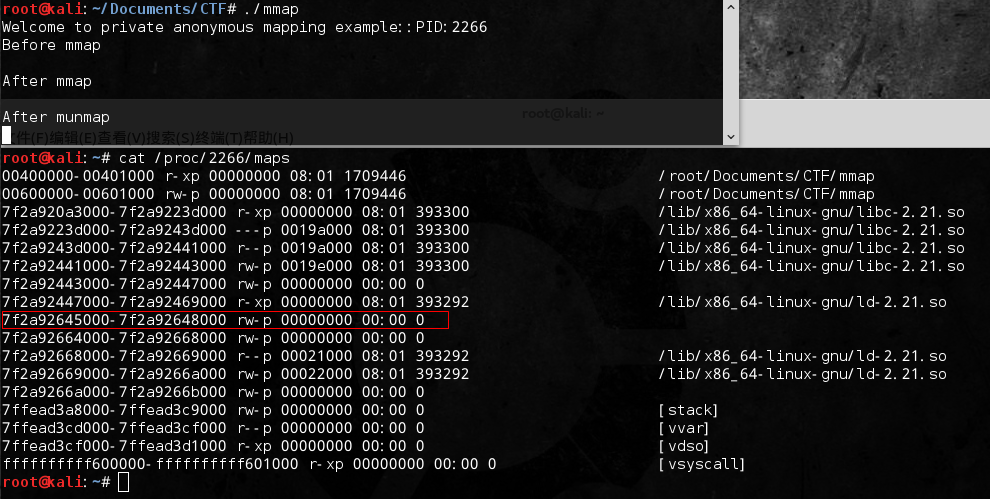 root@kali:~/Documents/CTF# ./mmap
Welcome to private anonymous mapping example::PID:2266
Before mmap
After mmap
After munmap
root@kali: ~
件(F)编辑(E)查看(V)搜索(S)终端(T)帮助(H)
root@kali:~# cat /proc/2266/maps
00400000-00401000 r-xp 00000000 08:01 1709446 /root/Documents/CTF/mmap
00600000-00601000 rw-p 00000000 08:01 1709446 /root/Documents/CTF/mmap
7f2a920a3000-7f2a9223d000 r-xp 00000000 08:01 393300 /lib/x86_64-linux-gnu/libc-2.21.so
7f2a9223d000-7f2a9243d000 ---p 0019a000 08:01 393300 /lib/x86_64-linux-gnu/libc-2.21.so
7f2a9243d000-7f2a92441000 r--p 0019a000 08:01 393300 /lib/x86_64-linux-gnu/libc-2.21.so
7f2a92441000-7f2a92443000 rw-p 0019e000 08:01 393300 /lib/x86_64-linux-gnu/libc-2.21.so
7f2a92443000-7f2a92447000 rw-p 00000000 00:00 0
7f2a92447000-7f2a92469000 r-xp 00000000 08:01 393292 /lib/x86_64-linux-gnu/ld-2.21.so
7f2a92645000-7f2a92648000 rw-p 00000000 00:00 0
7f2a92664000-7f2a92668000 rw-p 00000000 00:00 0
7f2a92668000-7f2a92669000 r--p 00021000 08:01 393292 /lib/x86_64-linux-gnu/ld-2.21.so
7f2a92669000-7f2a9266a000 rw-p 00022000 08:01 393292 /lib/x86_64-linux-gnu/ld-2.21.so
7f2a9266a000-7f2a9266b000 rw-p 00000000 00:00 0
7ffead3a8000-7ffead3c9000 rw-p 00000000 00:00 0 [stack]
7ffead3cd000-7ffead3cf000 r--p 00000000 00:00 0 [vvar]
7ffead3cf000-7ffead3d1000 r-xp 00000000 00:00 0 [vdso]
ffffffffff600000-ffffffffff601000 r-xp 00000000 00:00 0 [vsyscall]
root@kali:~#